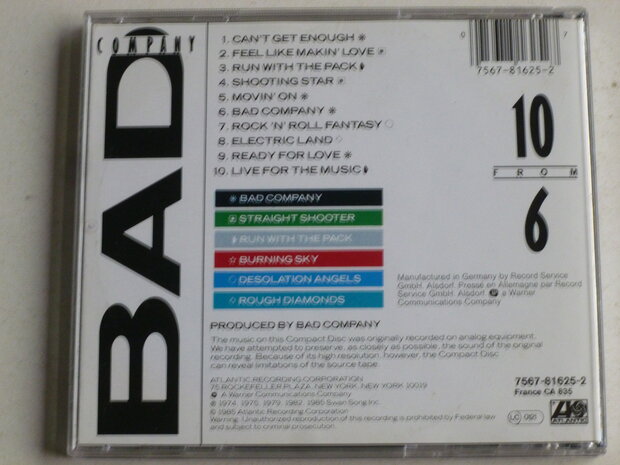 BAD
COMPANY
1. CAN'T GET ENOUGH
2. FEEL LIKE MAKIN' LOVE
3. RUN WITH THE PACK
4. SHOOTING STAR
5. MOVIN' ON
6. BAD COMPANY
7. ROCK 'N' ROLL FANTASY
8. ELECTRIC LAND
9. READY FOR LOVE
10. LIVE FOR THE MUSIC
BAD COMPANY
STRAIGHT SHOOTER
RUN WITH THE PACK
BURNING SKY
DESOLATION ANGELS
ROUGH DIAMONDS
PRODUCED BY BAD COMPANY
The music on this Compact Disc was originally recorded on analog equipment.
We have attempted to preserve, as closely as possible, the sound of the original
recording. Because of its high resolution, however, the Compact Disc
can reveal limitations of the source tape.
ATLANTIC RECORDING CORPORATION
75 ROCKEFELLER PLAZA, NEW YORK, NEW YORK 10019
A Warner Communications Company
℗ 1974, 1975, 1979, 1982, 1985 Swan Song Inc.
© 1985 Atlantic Recording Corporation
Warning: Unauthorized reproduction of this recording is prohibited by Federal law
and subject to criminal prosecution.
0 7
7567-81625-2
10
FROM
6
Manufactured in Germany by Record Service
GmbH, Alsdorf. Pressé en Allemagne par Record
Service GmbH, Alsdorf. a Warner
Communications Company
7567-81625-2
France CA 835
LC 0121
ATLANTIC